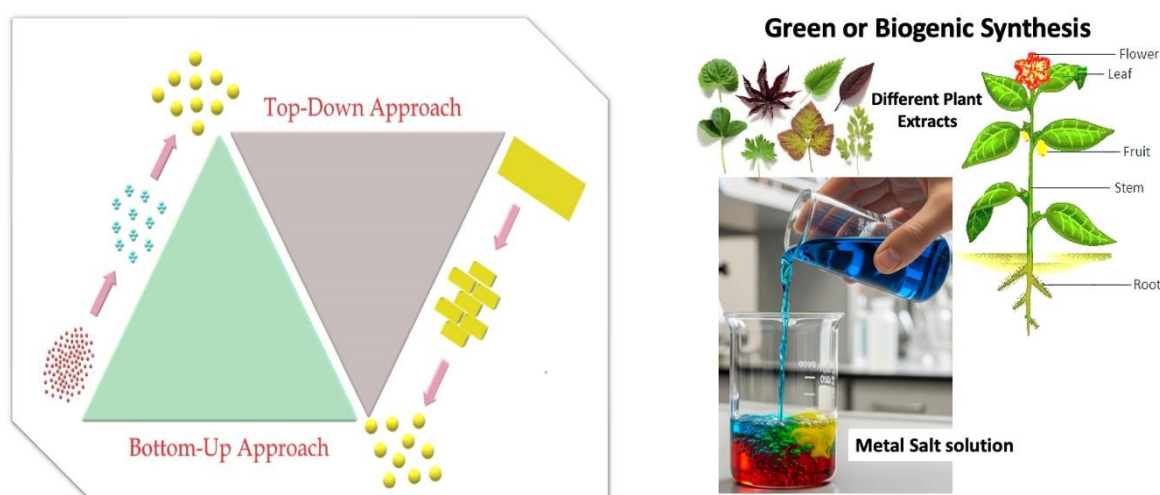 Top-Down Approach
Bottom-Up Approach
Green or Biogenic Synthesis
Different Plant
Extracts
Flower
Leaf
Fruit
Stem
Root
Metal Salt solution